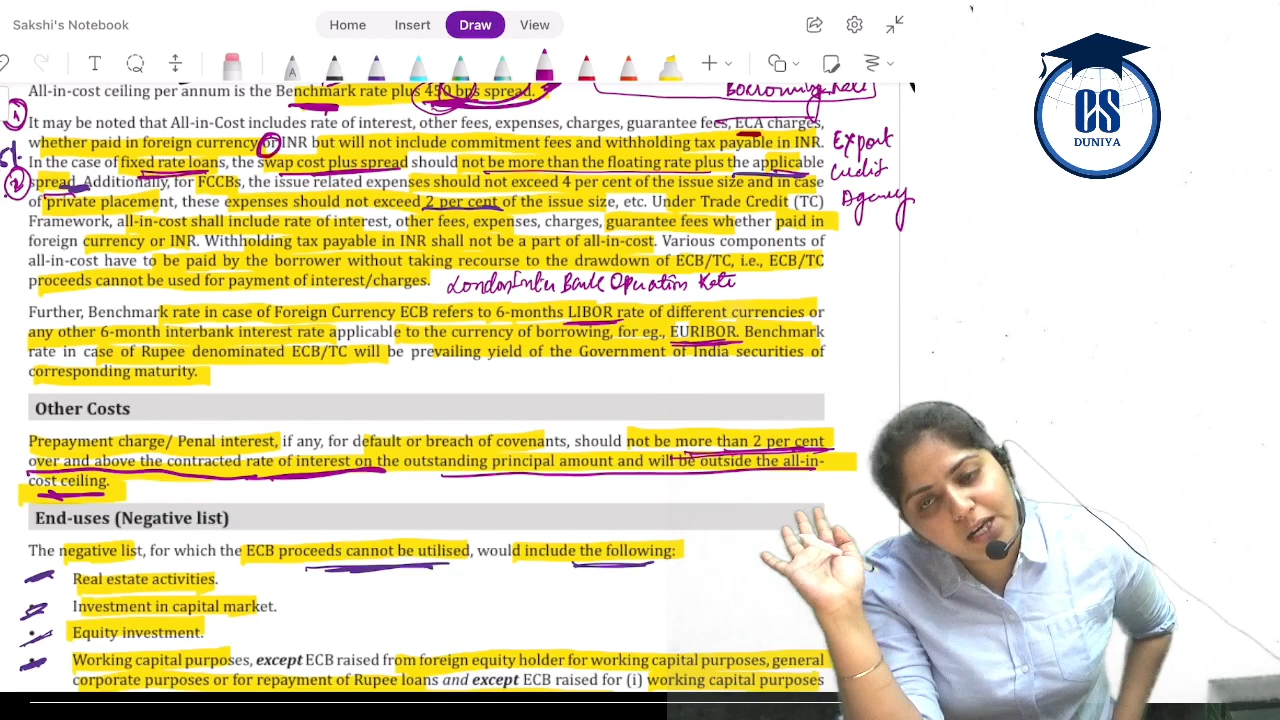 Sakshi's Notebook
Home Insert Draw View
All-in-cost ceiling per annum is the Benchmark rate plus 450 bps spread.
Borrowing Rate
1
It may be noted that All-in-Cost includes rate of interest, other fees, expenses, charges, guarantee fees, ECA charges,
whether paid in foreign currency or INR but will not include commitment fees and withholding tax payable in INR.
In the case of fixed rate loans, the swap cost plus spread should not be more than the floating rate plus the applicable
2
spread. Additionally, for FCCBs, the issue related expenses should not exceed 4 per cent of the issue size and in case
of private placement, these expenses should not exceed 2 per cent of the issue size, etc. Under Trade Credit (TC)
Framework, all-in-cost shall include rate of interest, other fees, expenses, charges, guarantee fees whether paid in
foreign currency or INR. Withholding tax payable in INR shall not be a part of all-in-cost. Various components of
all-in-cost have to be paid by the borrower without taking recourse to the drawdown of ECB/TC, i.e., ECB/TC
proceeds cannot be used for payment of interest/charges.
Export
Credit
Agency
London Inter Bank Operation Rate
Further, Benchmark rate in case of Foreign Currency ECB refers to 6-months LIBOR rate of different currencies or
any other 6-month interbank interest rate applicable to the currency of borrowing, for eg., EURIBOR. Benchmark
rate in case of Rupee denominated ECB/TC will be prevailing yield of the Government of India securities of
corresponding maturity.
Other Costs
Prepayment charge/ Penal interest, if any, for default or breach of covenants, should not be more than 2 per cent
over and above the contracted rate of interest on the outstanding principal amount and will be outside the all-in-
cost ceiling.
End-uses (Negative list)
The negative list, for which the ECB proceeds cannot be utilised, would include the following:
Real estate activities.
Investment in capital market.
Equity investment.
Working capital purposes, except ECB raised from foreign equity holder for working capital purposes, general
corporate purposes or for repayment of Rupee loans and except ECB raised for (i) working capital purposes
CS
DUNIYA